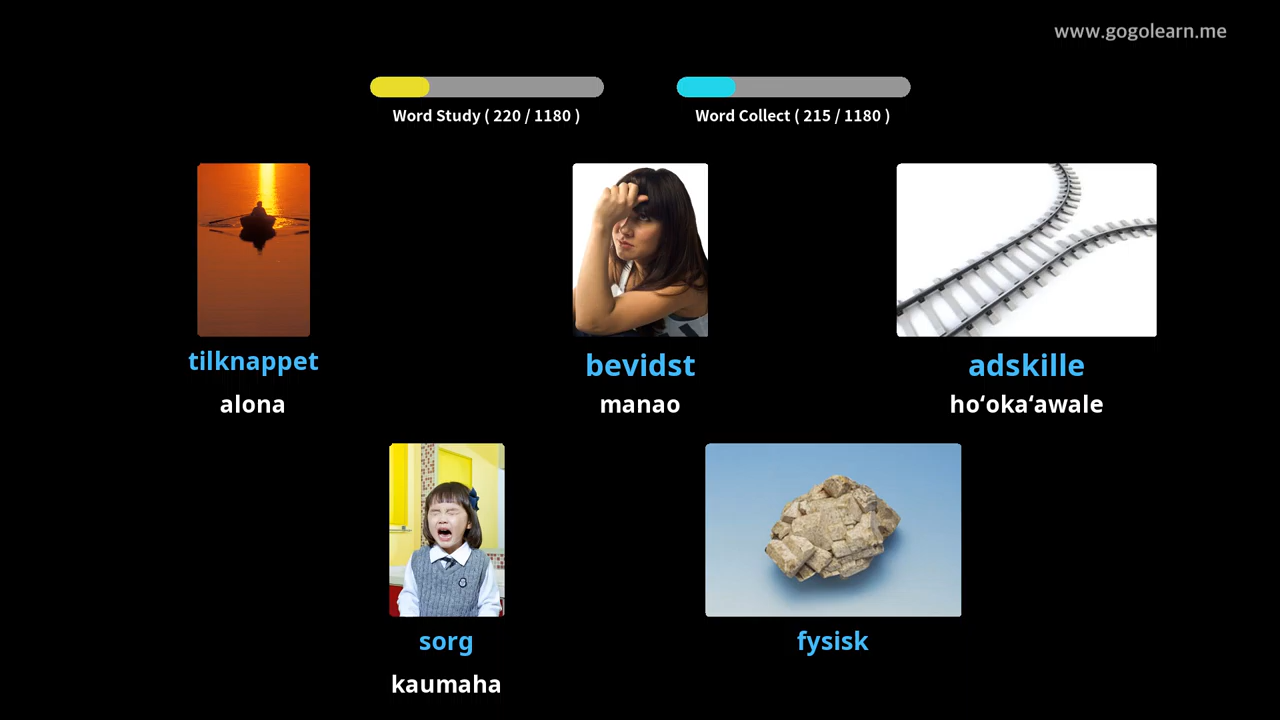 www.gogolearn.me
Word Study ( 220 / 1180 )
Word Collect ( 215 / 1180 )
tilknappet
alona
bevidst
manao
adskille
hoʻokaʻawale
sorg
kaumaha
fysisk